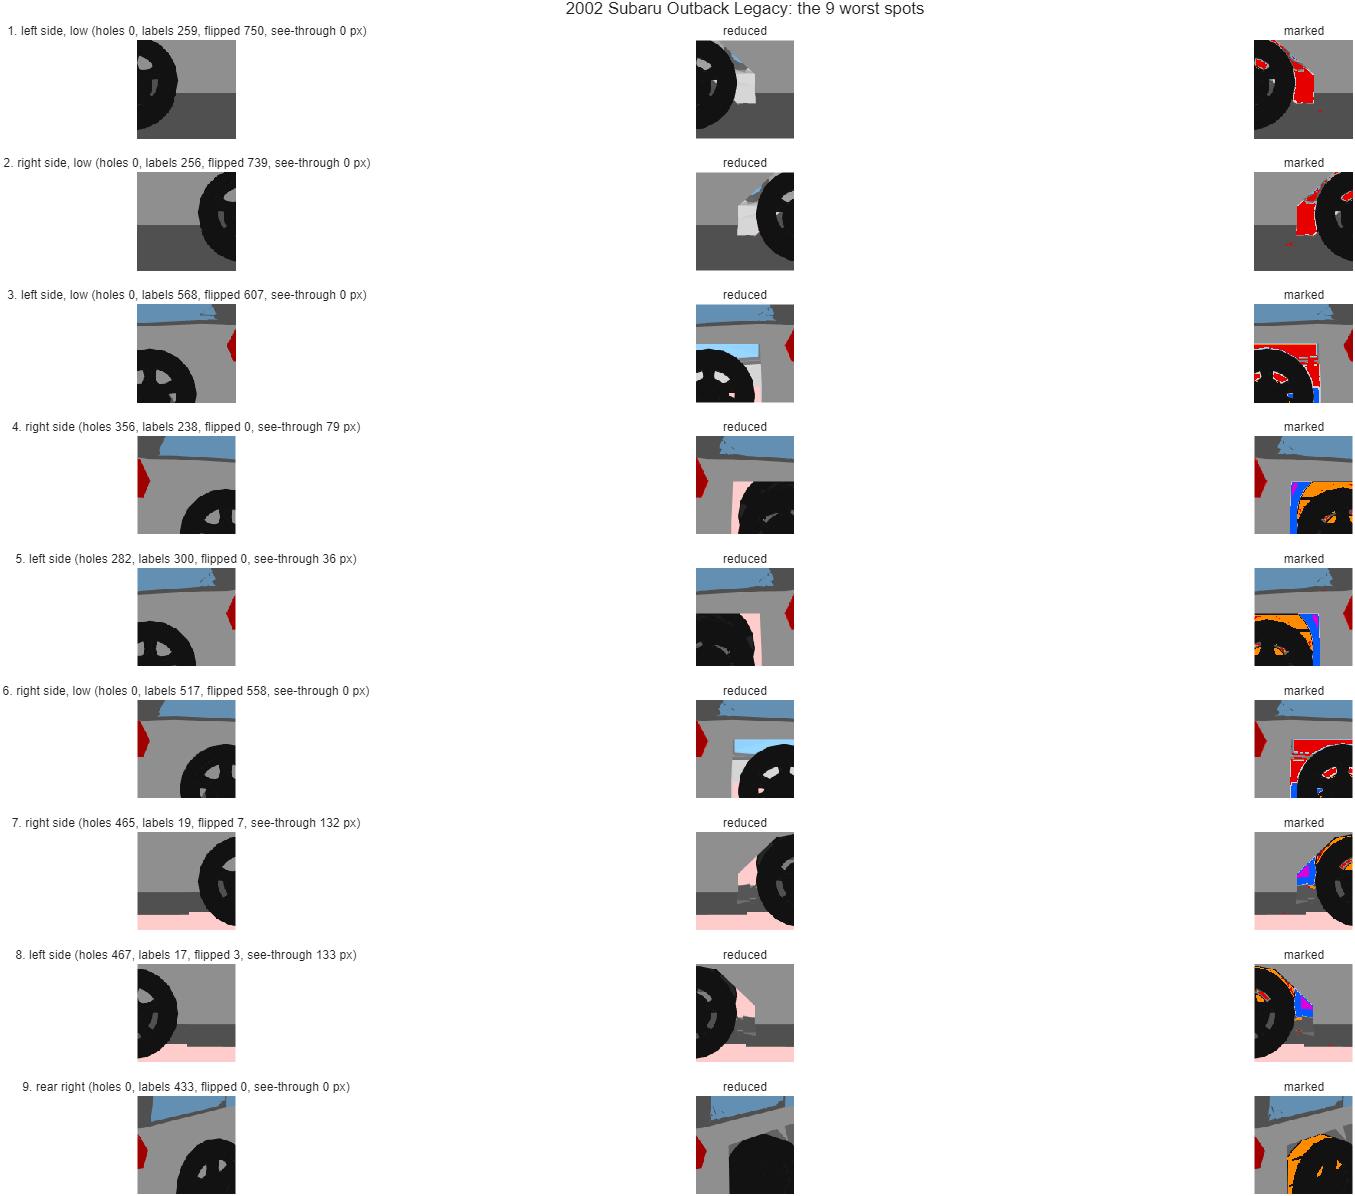 2002 Subaru Outback Legacy: the 9 worst spots
1. left side, low (holes 0, labels 259, flipped 750, see-through 0 px)
reduced
marked
2. right side, low (holes 0, labels 256, flipped 739, see-through 0 px)
reduced
marked
3. left side, low (holes 0, labels 568, flipped 607, see-through 0 px)
reduced
marked
4. right side (holes 356, labels 238, flipped 0, see-through 79 px)
reduced
marked
5. left side (holes 282, labels 300, flipped 0, see-through 36 px)
reduced
marked
6. right side, low (holes 0, labels 517, flipped 558, see-through 0 px)
reduced
marked
7. right side (holes 465, labels 19, flipped 7, see-through 132 px)
reduced
marked
8. left side (holes 467, labels 17, flipped 3, see-through 133 px)
reduced
marked
9. rear right (holes 0, labels 433, flipped 0, see-through 0 px)
reduced
marked